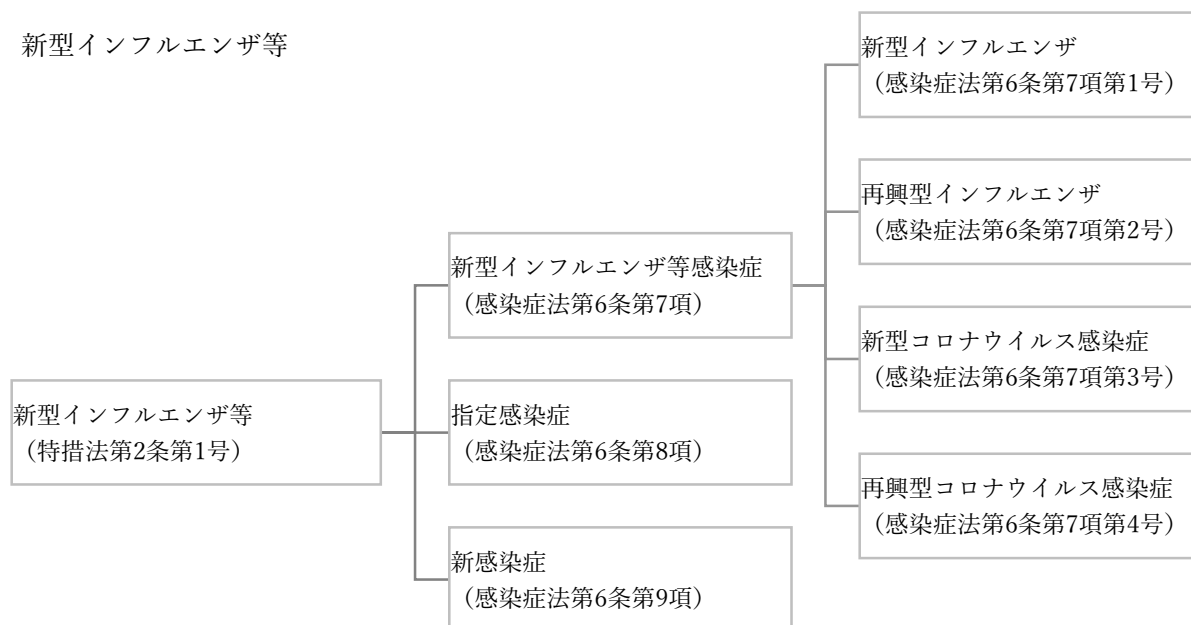 新型インフルエンザ等
新型インフルエンザ等
（特措法第2条第1号）
新型インフルエンザ等感染症
（感染症法第6条第7項）
指定感染症
（感染症法第6条第8項）
新感染症
（感染症法第6条第9項）
新型インフルエンザ
（感染症法第6条第7項第1号）
再興型インフルエンザ
（感染症法第6条第7項第2号）
新型コロナウイルス感染症
（感染症法第6条第7項第3号）
再興型コロナウイルス感染症
（感染症法第6条第7項第4号）